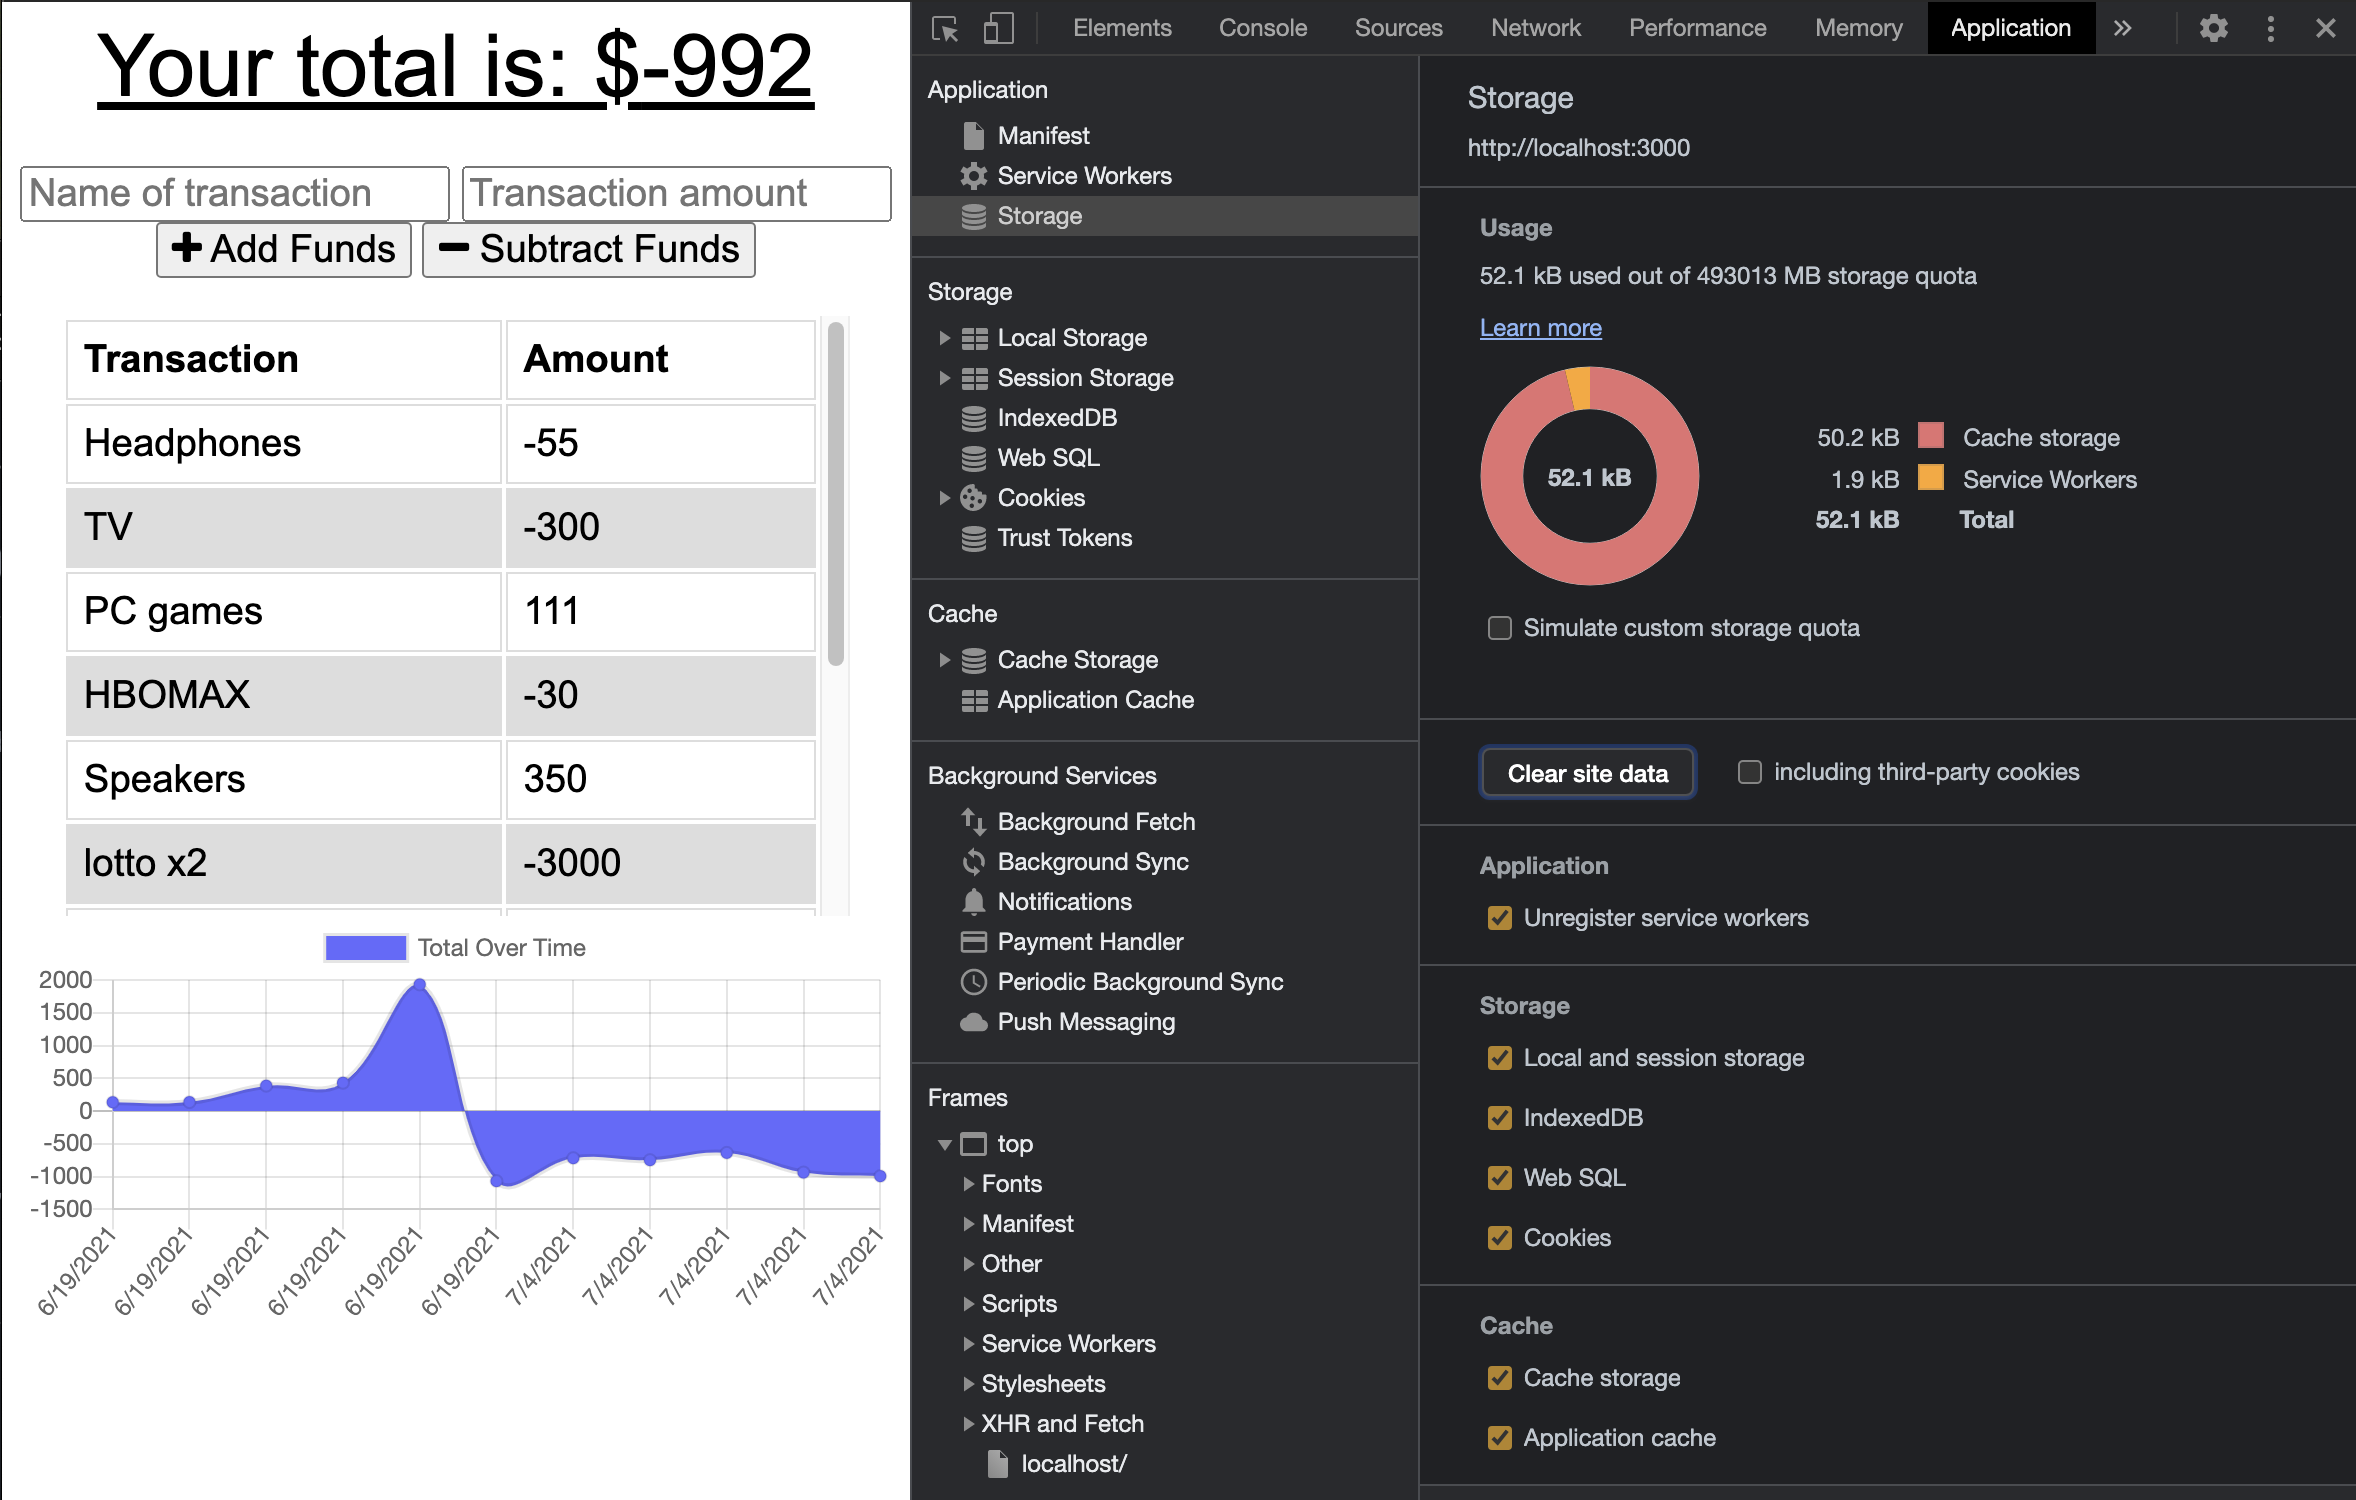 Your total is: $-992
Name of transaction
Transaction amount
Add Funds
Subtract Funds
Transaction Amount
Headphones -55
TV -300
PC games 111
HBOMAX -30
Speakers 350
lotto x2 -3000
Total Over Time
2000
1500
1000
500
0
-500
-1000
-1500
6/19/2021
6/19/2021
6/19/2021
6/19/2021
6/19/2021
6/19/2021
7/4/2021
7/4/2021
7/4/2021
7/4/2021
7/4/2021
Elements Console Sources Network Performance Memory Application
Application
Manifest
Service Workers
Storage
Storage
Local Storage
Session Storage
IndexedDB
Web SQL
Cookies
Trust Tokens
Cache
Cache Storage
Application Cache
Background Services
Background Fetch
Background Sync
Notifications
Payment Handler
Periodic Background Sync
Push Messaging
Frames
top
Fonts
Manifest
Other
Scripts
Service Workers
Stylesheets
XHR and Fetch
localhost/
Storage
http://localhost:3000
Usage
52.1 kB used out of 493013 MB storage quota
Learn more
52.1 kB
50.2 kB Cache storage
1.9 kB Service Workers
52.1 kB Total
Simulate custom storage quota
Clear site data
including third-party cookies
Application
Unregister service workers
Storage
Local and session storage
IndexedDB
Web SQL
Cookies
Cache
Cache storage
Application cache